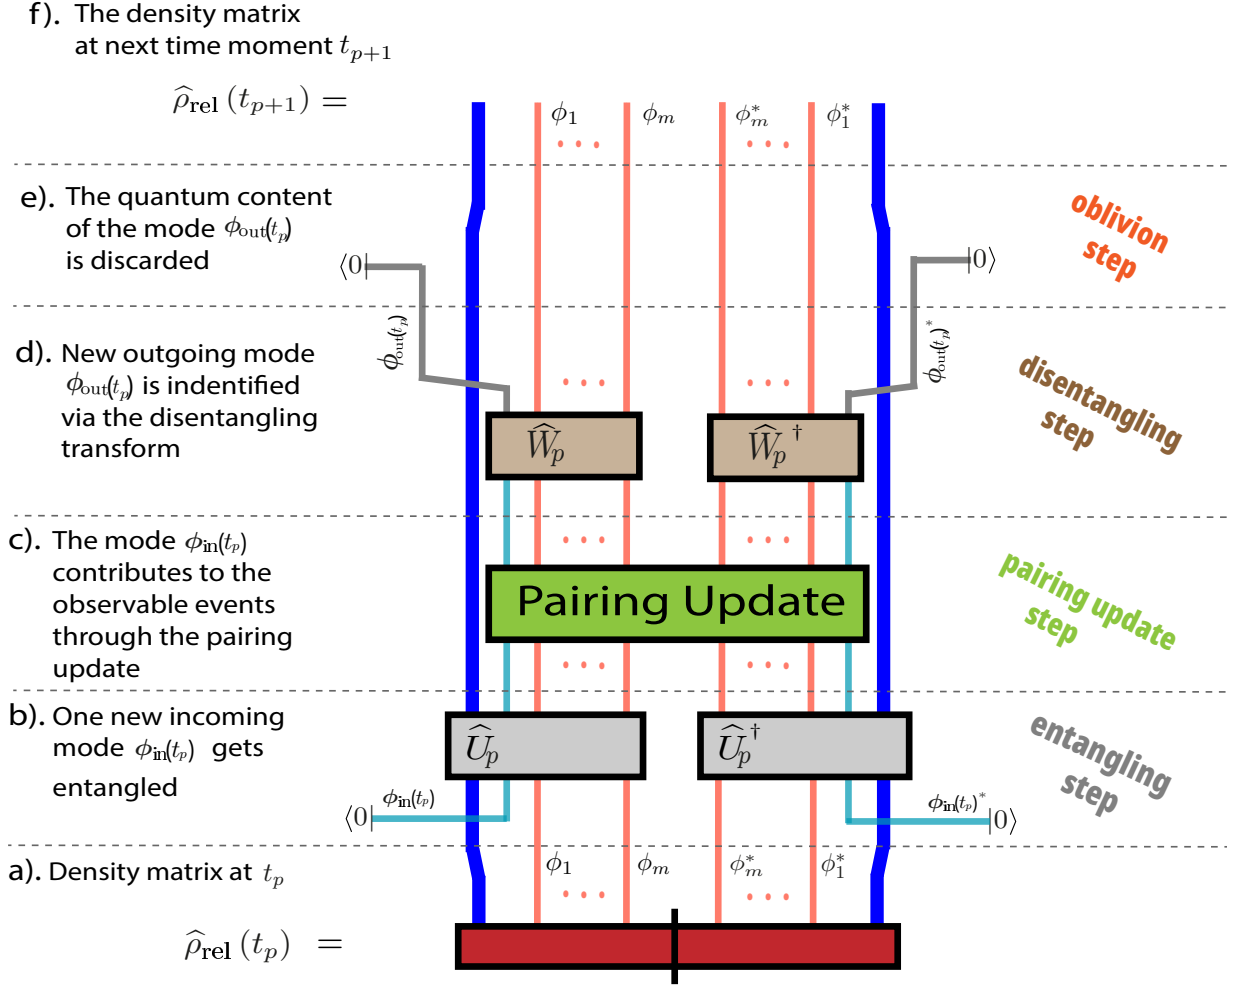 f). The density matrix
at next time moment t_{p+1}
ρ̂_rel (t_{p+1}) =
ϕ_1 ϕ_m ϕ_m^* ϕ_1^*
e). The quantum content
of the mode ϕ_out(t_p)
is discarded
oblivion
step
⟨0| |0⟩
ϕ_out(t_p) ϕ_out(t_p)^*
d). New outgoing mode
ϕ_out(t_p) is indentified
via the disentangling
transform
disentangling
step
Ŵ_p Ŵ_p^†
c). The mode ϕ_in(t_p)
contributes to the
observable events
through the pairing
update
Pairing Update
pairing update
step
b). One new incoming
mode ϕ_in(t_p) gets
entangled
Û_p Û_p^†
entangling
step
⟨0| ϕ_in(t_p) ϕ_in(t_p)^* |0⟩
a). Density matrix at t_p
ϕ_1 ϕ_m ϕ_m^* ϕ_1^*
ρ̂_rel (t_p) =